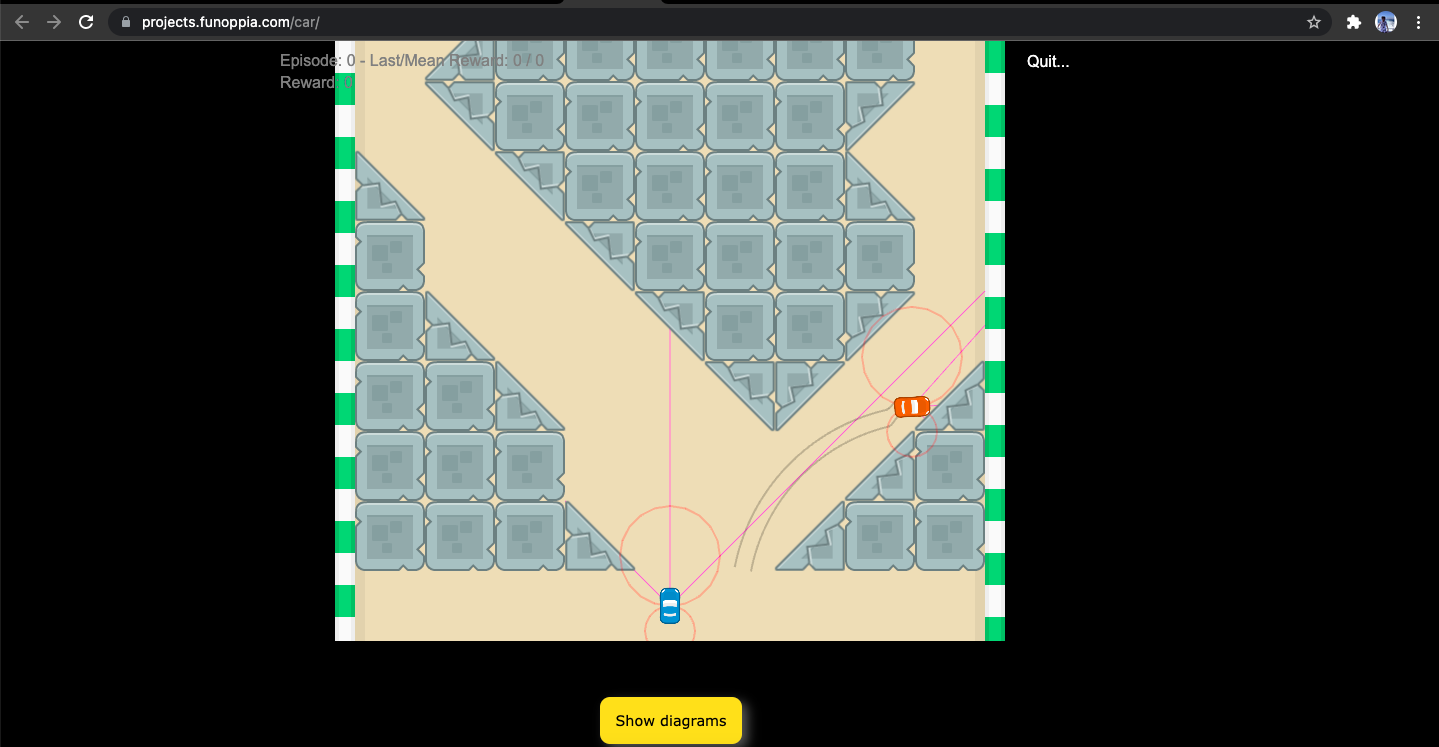 projects.funoppia.com/car/
Episode: 0 - Last/Mean Reward: 0 / 0
Quit...
Reward: 0
Show diagrams